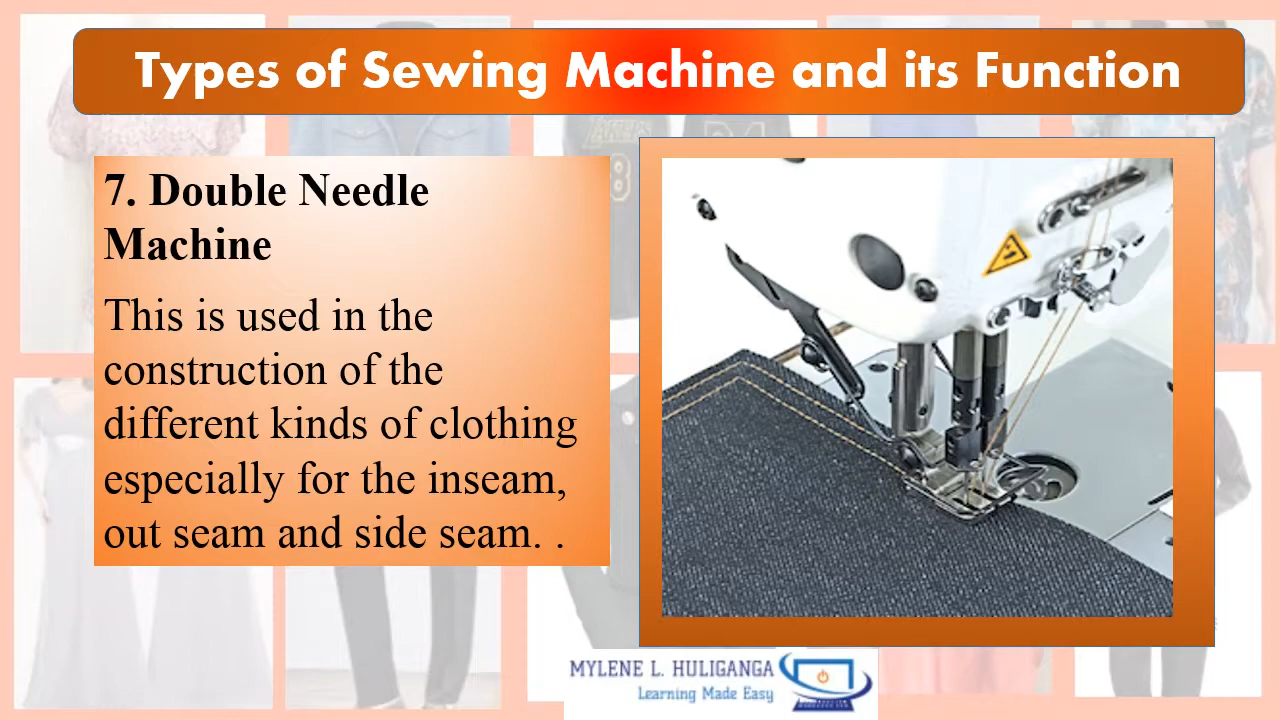 Types of Sewing Machine and its Function
7. Double Needle
Machine
This is used in the
construction of the
different kinds of clothing
especially for the inseam,
out seam and side seam. .
MYLENE L. HULIGANGA
Learning Made Easy